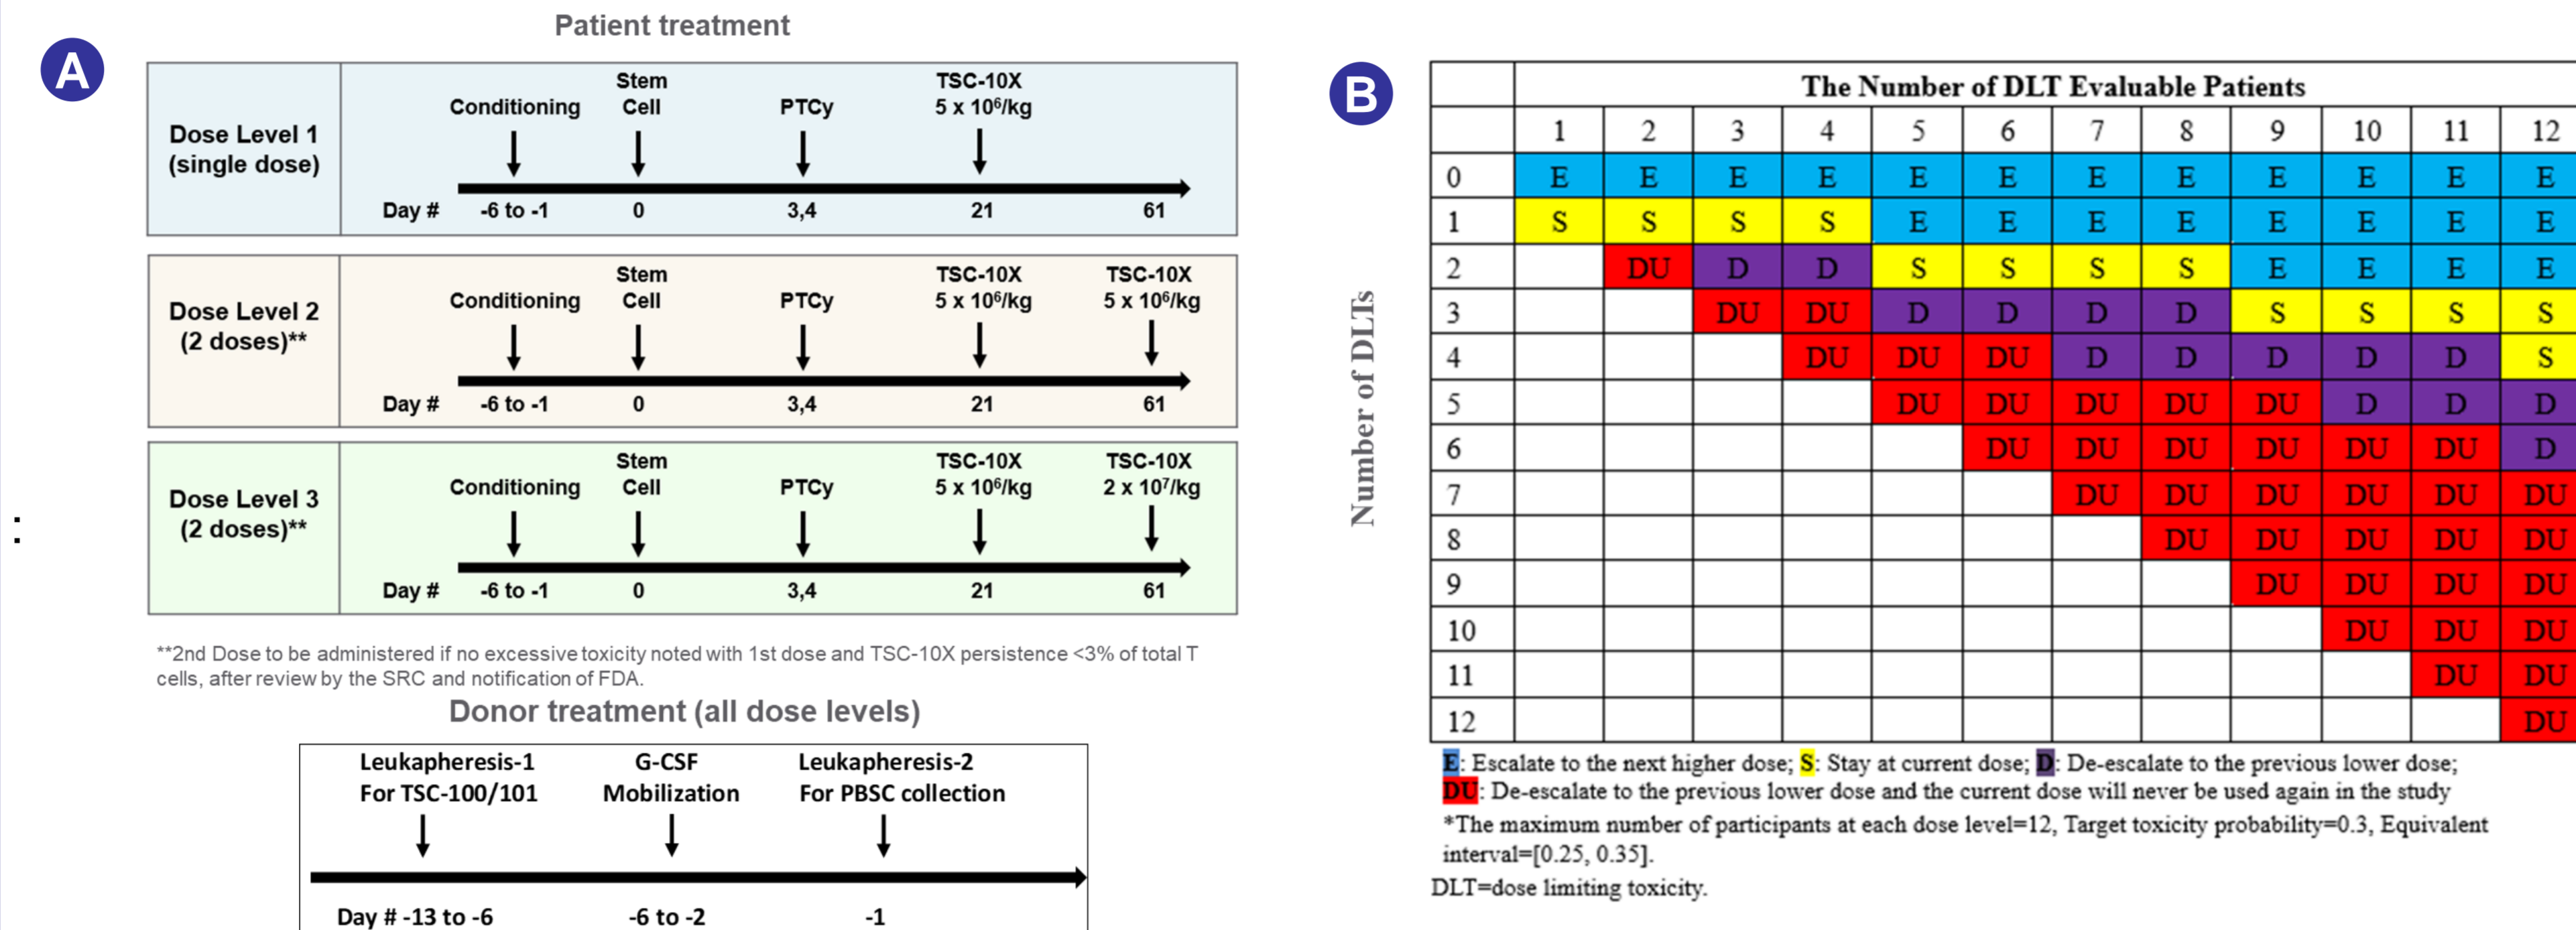 Patient treatment
A
Dose Level 1
(single dose)
Conditioning
Stem
Cell
PTCy
TSC-10X
5 x 10⁶/kg
Day #
-6 to -1
0
3,4
21
61
Dose Level 2
(2 doses)**
Conditioning
Stem
Cell
PTCy
TSC-10X
5 x 10⁶/kg
TSC-10X
5 x 10⁶/kg
Day #
-6 to -1
0
3,4
21
61
Dose Level 3
(2 doses)**
Conditioning
Stem
Cell
PTCy
TSC-10X
5 x 10⁶/kg
TSC-10X
2 x 10⁷/kg
Day #
-6 to -1
0
3,4
21
61
:
**2nd Dose to be administered if no excessive toxicity noted with 1st dose and TSC-10X persistence <3% of total T
cells, after review by the SRC and notification of FDA.
Donor treatment (all dose levels)
Leukapheresis-1
For TSC-100/101
G-CSF
Mobilization
Leukapheresis-2
For PBSC collection
Day # -13 to -6
-6 to -2
-1
B
The Number of DLT Evaluable Patients
Number of DLTs
1 2 3 4 5 6 7 8 9 10 11 12
0 E E E E E E E E E E E E
1 S S S S E E E E E E E E
2 DU D D S S S S E E E E
3 DU DU D D D D S S S S
4 DU DU DU D D D D D S
5 DU DU DU DU DU D D D
6 DU DU DU DU DU DU D
7 DU DU DU DU DU DU
8 DU DU DU DU DU
9 DU DU DU DU
10 DU DU DU
11 DU DU
12 DU
E: Escalate to the next higher dose; S: Stay at current dose; D: De-escalate to the previous lower dose;
DU: De-escalate to the previous lower dose and the current dose will never be used again in the study
*The maximum number of participants at each dose level=12, Target toxicity probability=0.3, Equivalent
interval=[0.25, 0.35].
DLT=dose limiting toxicity.